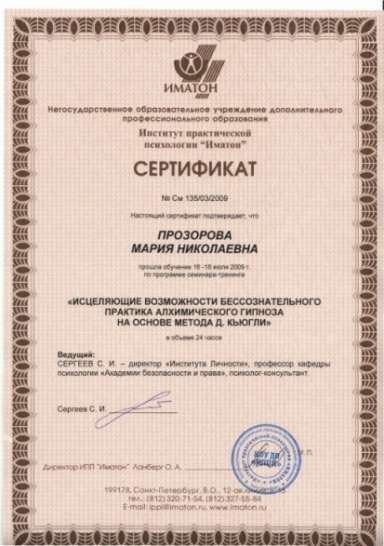 ИМАТОН
Негосударственное образовательное учреждение дополнительного
профессионального образования
Институт практической
психологии "Иматон"
СЕРТИФИКАТ
№ См 135/03/2009
Настоящий сертификат подтверждает, что
ПРОЗОРОВА
МАРИЯ НИКОЛАЕВНА
прошла обучение 16 -18 июля 2009 г.
по программе семинара-тренинга
«ИСЦЕЛЯЮЩИЕ ВОЗМОЖНОСТИ БЕССОЗНАТЕЛЬНОГО
ПРАКТИКА АЛХИМИЧЕСКОГО ГИПНОЗА
НА ОСНОВЕ МЕТОДА Д. КЬЮГЛИ»
в объеме 24 часов
Ведущий:
СЕРГЕЕВ С. И. – директор «Института Личности», профессор кафедры
психологии «Академии безопасности и права», психолог-консультант.
Сергеев С. И.
М.П.
Директор ИПП "Иматон" Ланберг О. А.
199178, Санкт-Петербург, В.О., 12-ая
тел.: (812) 320-71-54, (812) 327-55-84
E-mail: ippi@imaton.ru, www.imaton.ru